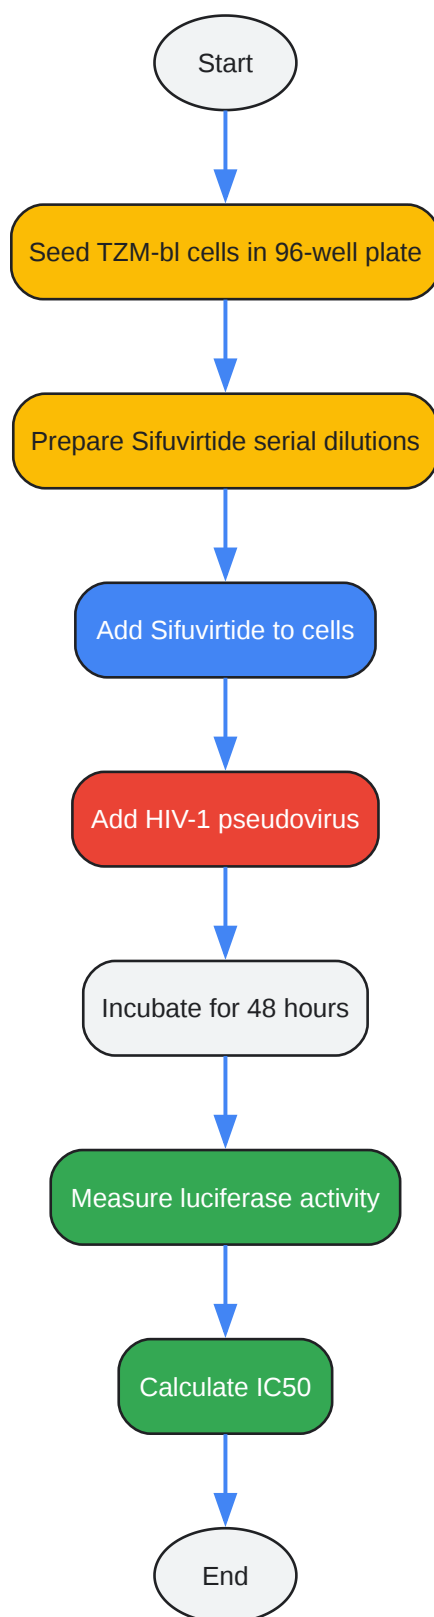 Start
Seed TZM-bl cells in 96-well plate
Prepare Sifuvirtide serial dilutions
Add Sifuvirtide to cells
Add HIV-1 pseudovirus
Incubate for 48 hours
Measure luciferase activity
Calculate IC50
End